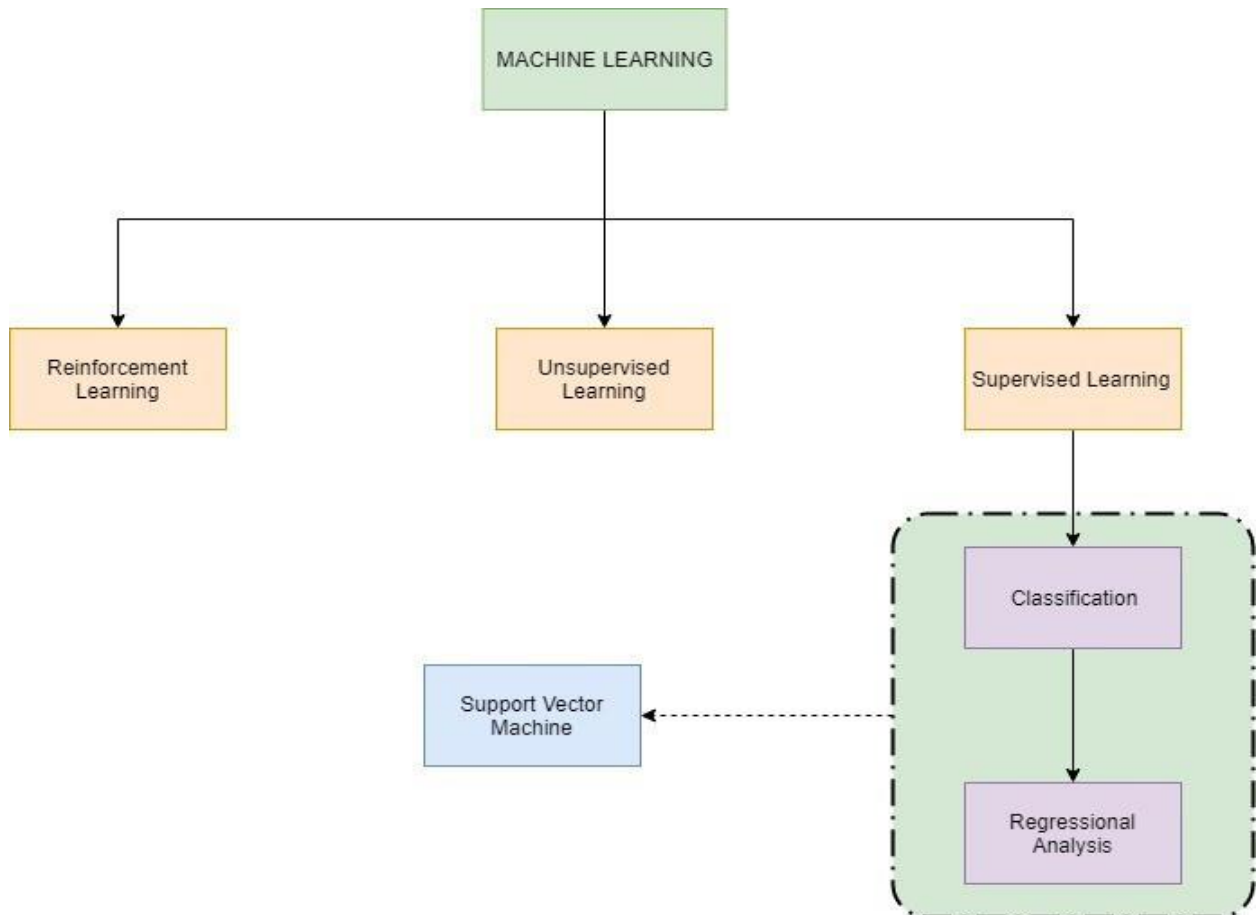 MACHINE LEARNING
Reinforcement
Learning
Unsupervised
Learning
Supervised Learning
Classification
Support Vector
Machine
Regressional
Analysis